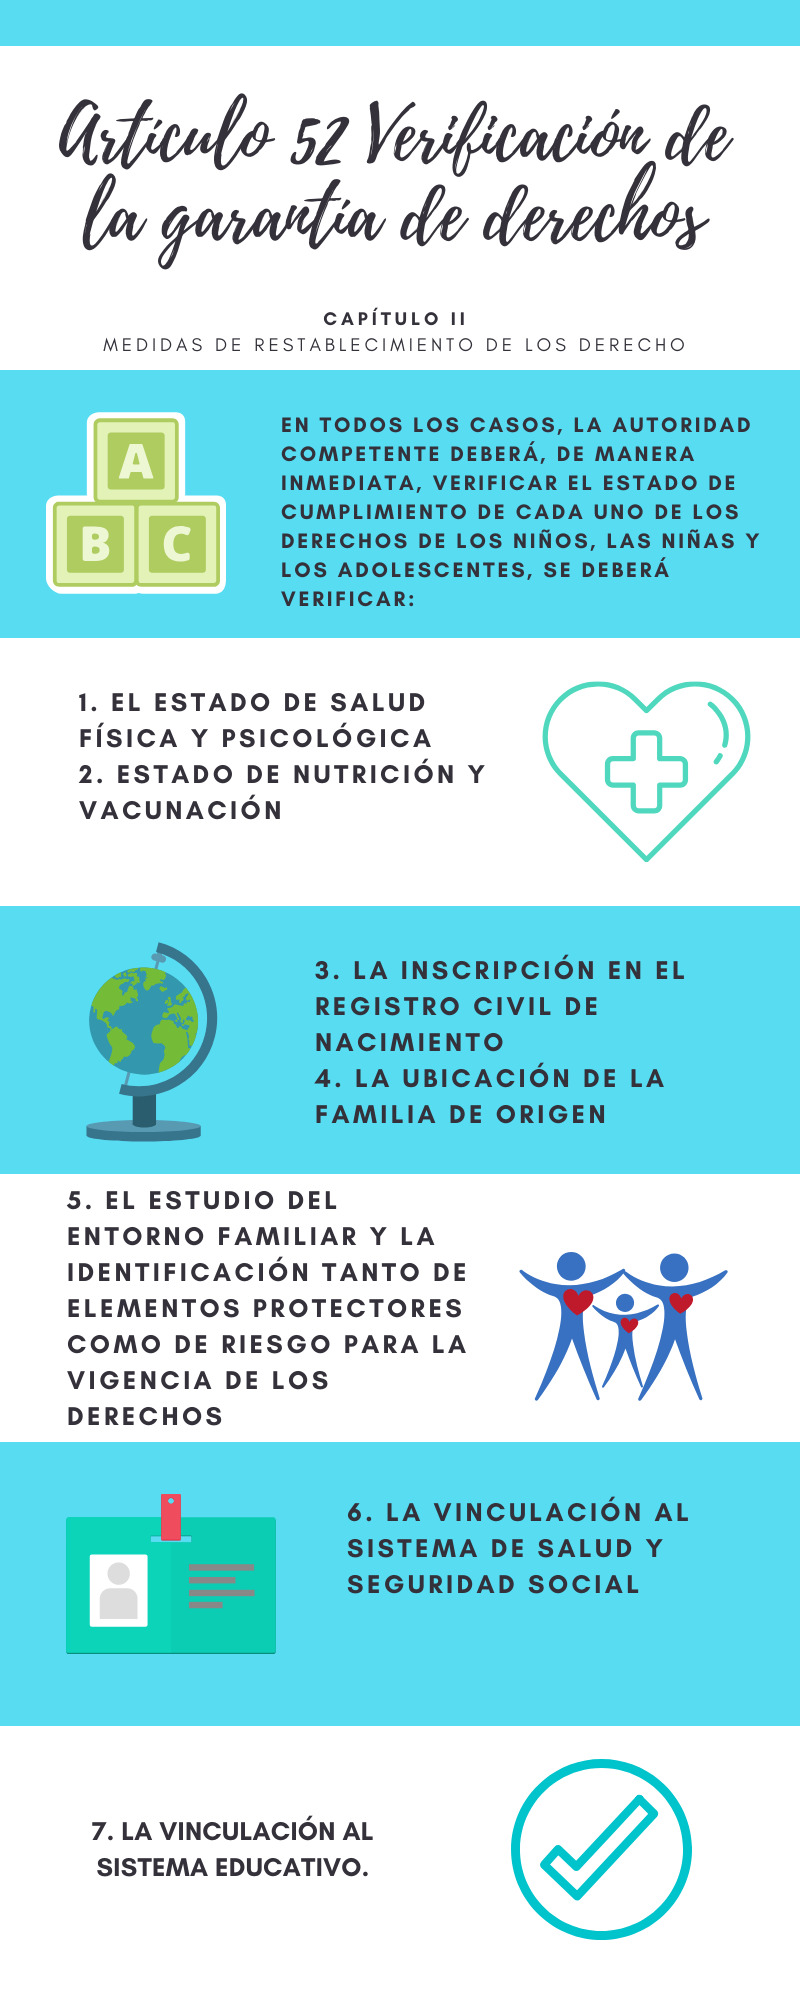 Artículo 52 Verificación de
la garantía de derechos
CAPÍTULO II
MEDIDAS DE RESTABLECIMIENTO DE LOS DERECHO
A
B C
EN TODOS LOS CASOS, LA AUTORIDAD
COMPETENTE DEBERÁ, DE MANERA
INMEDIATA, VERIFICAR EL ESTADO DE
CUMPLIMIENTO DE CADA UNO DE LOS
DERECHOS DE LOS NIÑOS, LAS NIÑAS Y
LOS ADOLESCENTES, SE DEBERÁ
VERIFICAR:
1. EL ESTADO DE SALUD
FÍSICA Y PSICOLÓGICA
2. ESTADO DE NUTRICIÓN Y
VACUNACIÓN
3. LA INSCRIPCIÓN EN EL
REGISTRO CIVIL DE
NACIMIENTO
4. LA UBICACIÓN DE LA
FAMILIA DE ORIGEN
5. EL ESTUDIO DEL
ENTORNO FAMILIAR Y LA
IDENTIFICACIÓN TANTO DE
ELEMENTOS PROTECTORES
COMO DE RIESGO PARA LA
VIGENCIA DE LOS
DERECHOS
6. LA VINCULACIÓN AL
SISTEMA DE SALUD Y
SEGURIDAD SOCIAL
7. LA VINCULACIÓN AL
SISTEMA EDUCATIVO.